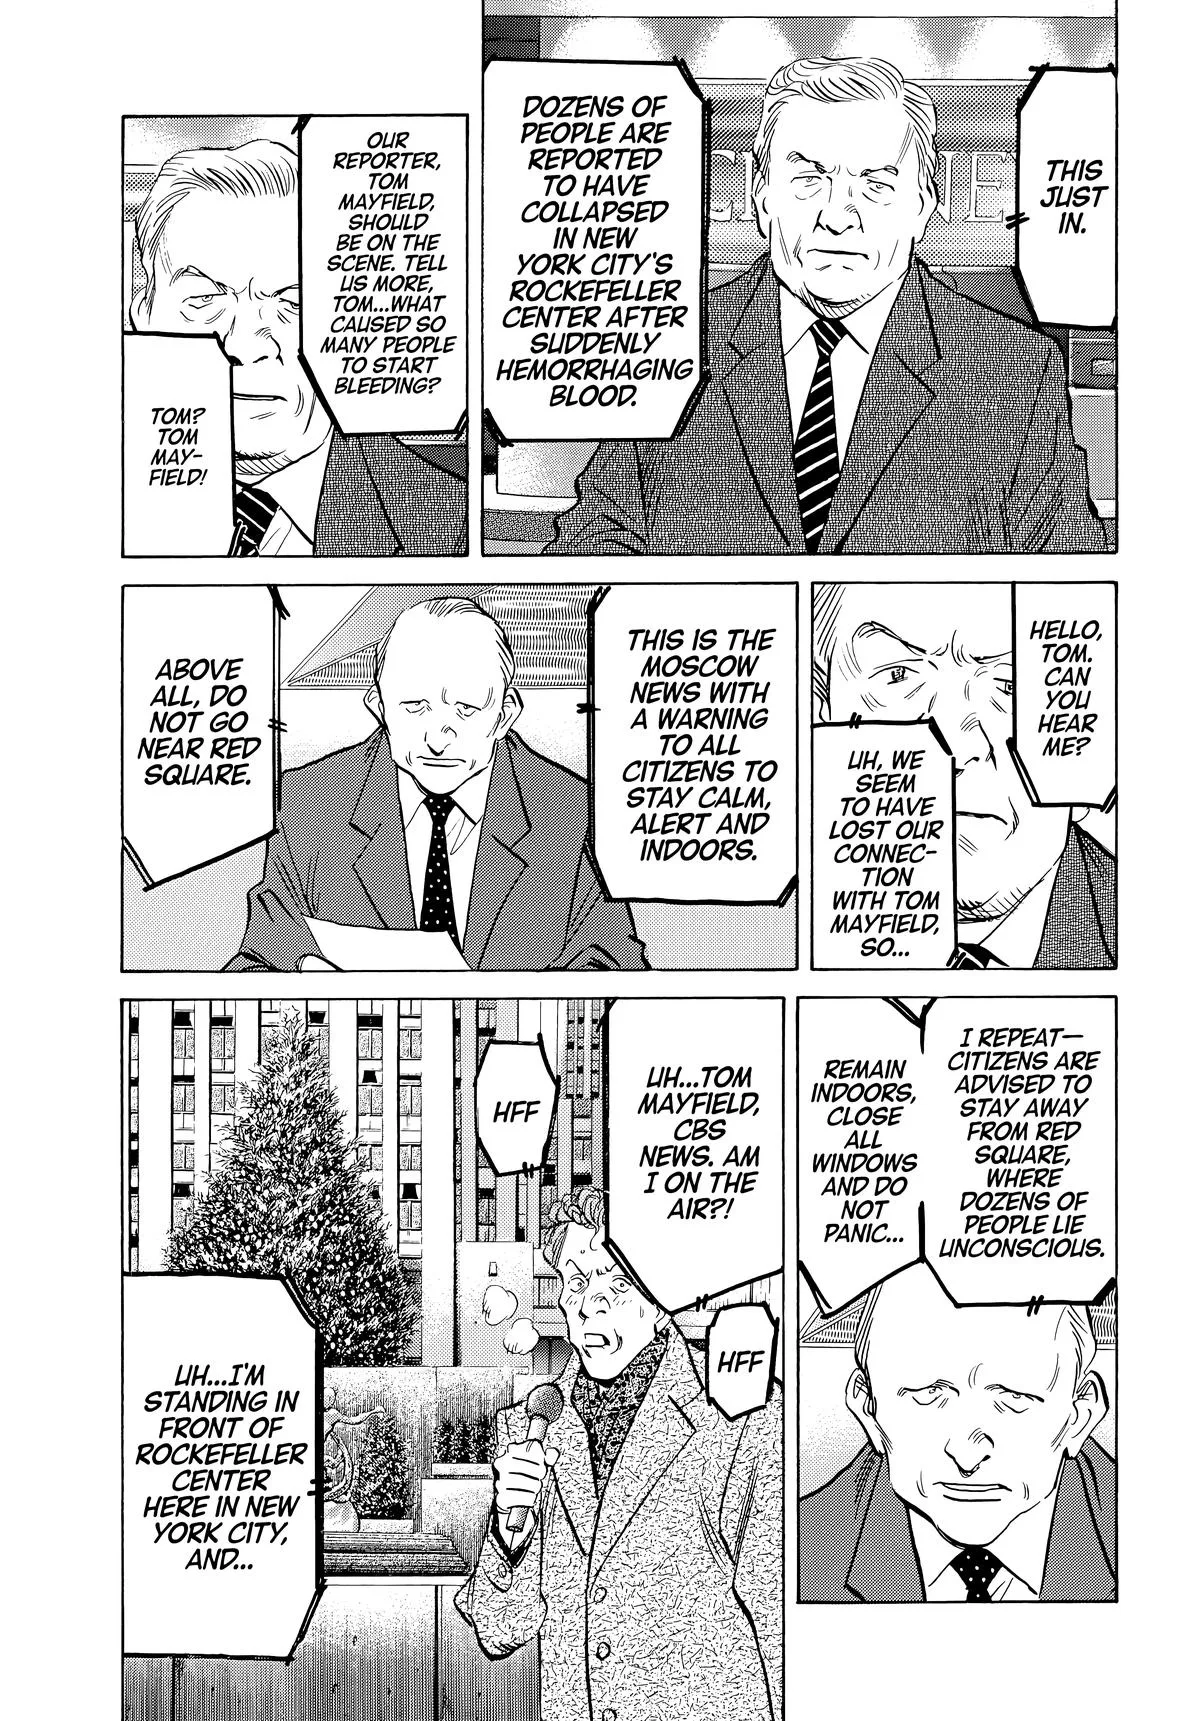 THIS
JUST
IN.
DOZENS OF
PEOPLE ARE
REPORTED
TO HAVE
COLLAPSED
IN NEW
YORK CITY'S
ROCKEFELLER
CENTER AFTER
SUDDENLY
HEMORRHAGING
BLOOD.
OUR
REPORTER,
TOM
MAYFIELD,
SHOULD
BE ON THE
SCENE. TELL
US MORE,
TOM...WHAT
CAUSED SO
MANY PEOPLE
TO START
BLEEDING?
TOM?
TOM
MAY-
FIELD!
HELLO,
TOM.
CAN
YOU
HEAR
ME?
UH, WE
SEEM
TO HAVE
LOST OUR
CONNEC-
TION
WITH TOM
MAYFIELD,
SO...
THIS IS THE
MOSCOW
NEWS WITH
A WARNING
TO ALL
CITIZENS TO
STAY CALM,
ALERT AND
INDOORS.
ABOVE
ALL, DO
NOT GO
NEAR RED
SQUARE.
I REPEAT—
CITIZENS ARE
ADVISED TO
STAY AWAY
FROM RED
SQUARE,
WHERE
DOZENS OF
PEOPLE LIE
UNCONSCIOUS.
REMAIN
INDOORS,
CLOSE
ALL
WINDOWS
AND DO
NOT
PANIC...
UH...TOM
MAYFIELD,
CBS
NEWS. AM
I ON THE
AIR?!
HFF
HFF
UH...I'M
STANDING IN
FRONT OF
ROCKEFELLER
CENTER
HERE IN NEW
YORK CITY,
AND...